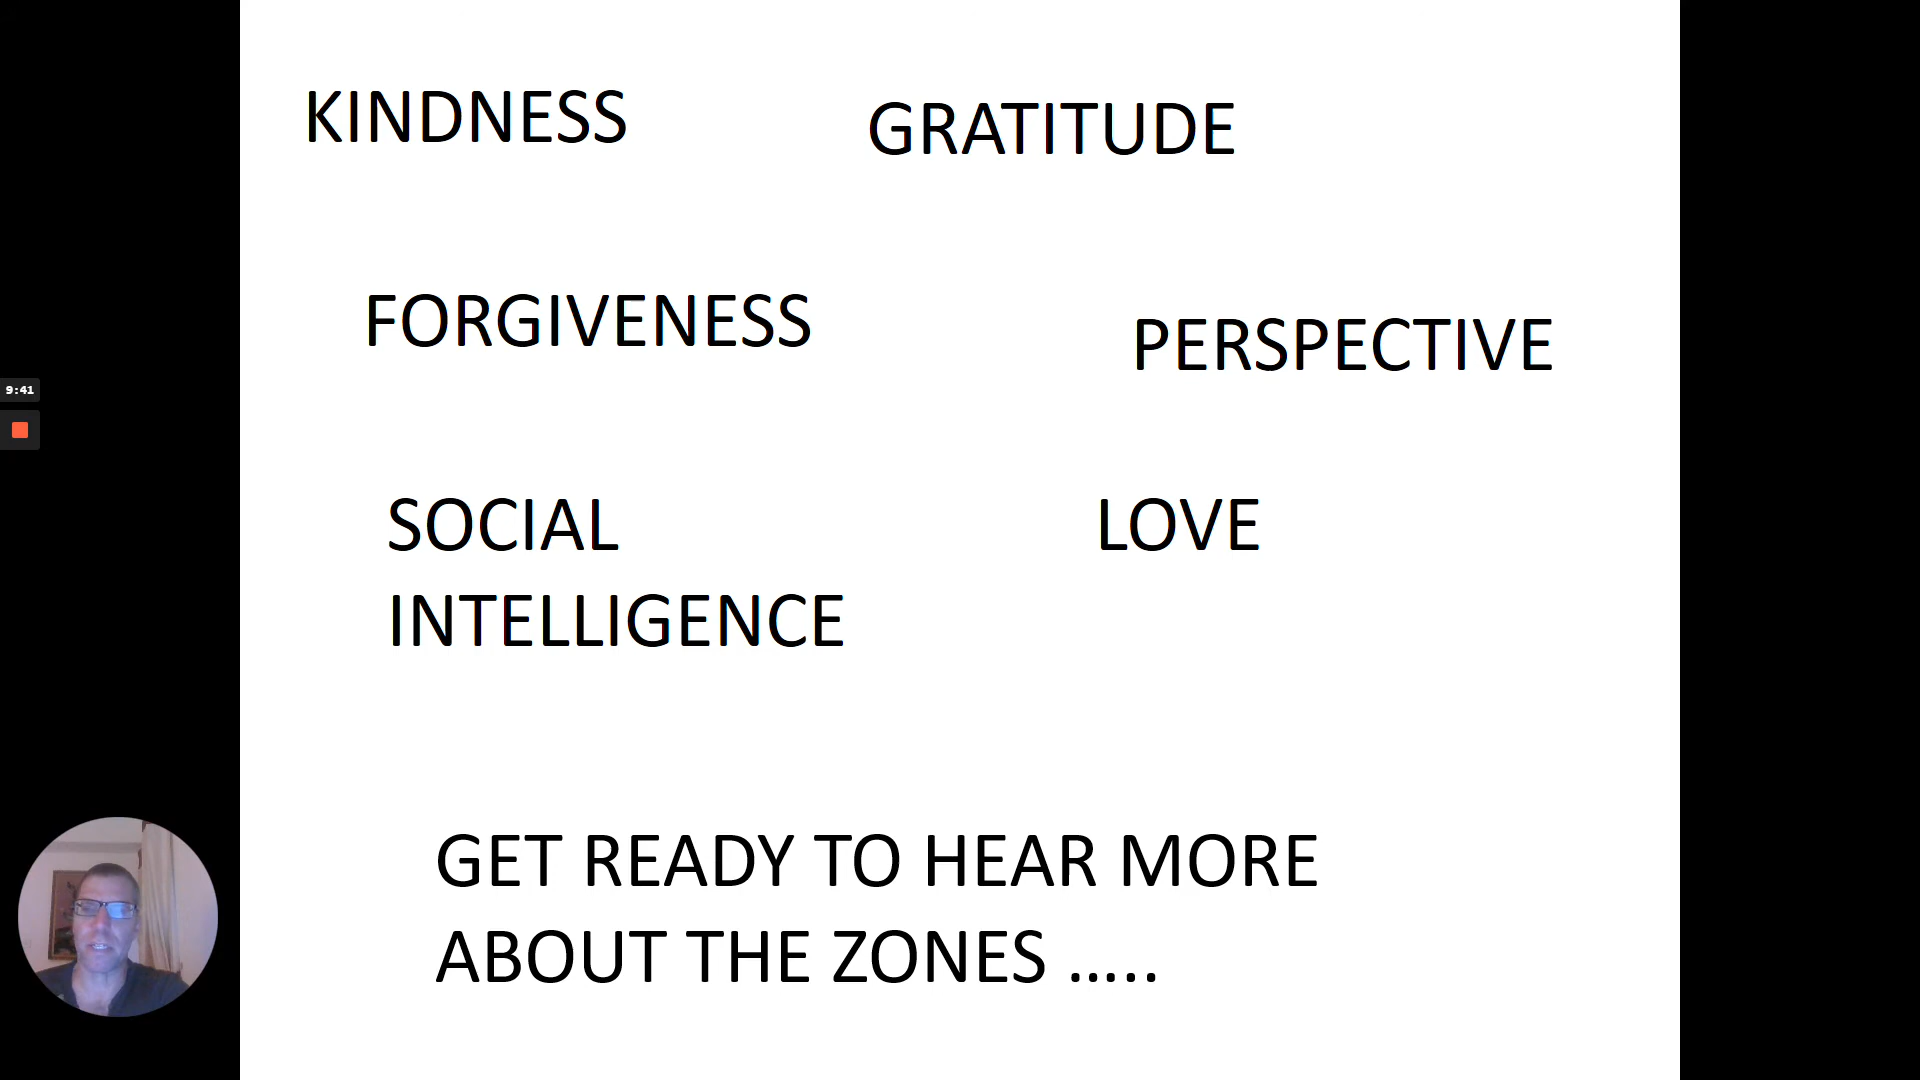 KINDNESS
GRATITUDE
FORGIVENESS
PERSPECTIVE
9:41
SOCIAL
INTELLIGENCE
LOVE
GET READY TO HEAR MORE
ABOUT THE ZONES .....